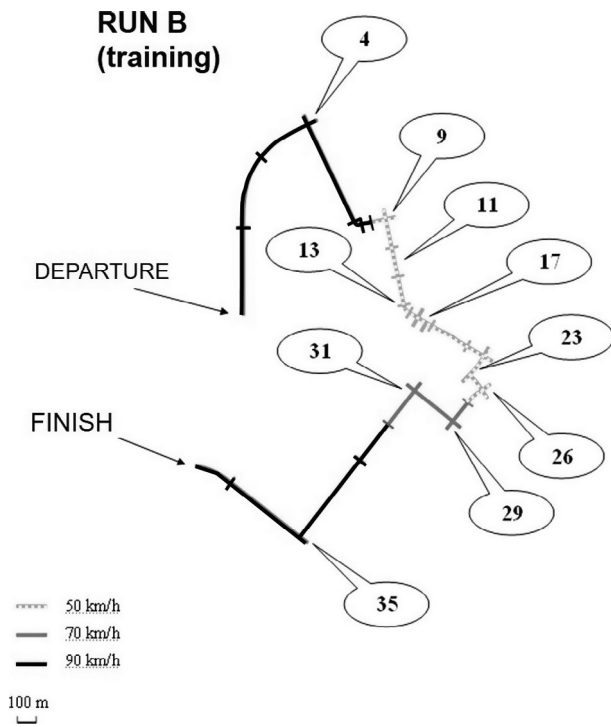 RUN B
(training)
4
9
11
13
17
DEPARTURE
23
31
FINISH
26
29
35
50 km/h
70 km/h
90 km/h
100 m